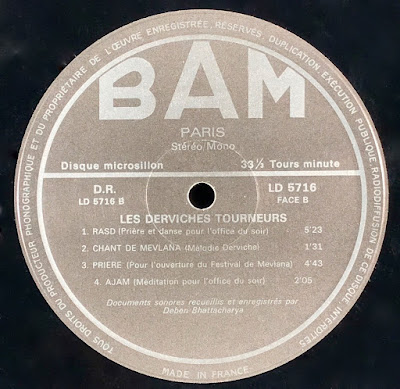 TOUS DROITS DU PRODUCTEUR PHONOGRAPHIQUE ET DU PROPRIÉTAIRE DE L'ŒUVRE ENREGISTRÉE, RÉSERVÉS, DUPLICATION EXÉCUTION PUBLIQUE RADIODIFFUSION DE CE DISQUE INTERDITES
BAM
PARIS
Stéréo/Mono
Disque microsillon 33⅓ Tours minute
D.R. LD 5716
LD 5716 B FACE B
LES DERVICHES TOURNEURS
1. RASD (Prière et danse pour l'office du soir) 5'23
2. CHANT DE MEVLANA (Mélodie Derviche) 1'31
3. PRIERE (Pour l'ouverture du Festival de Mevlana) 4'43
4. AJAM (Méditation pour l'office du soir) 2'05
Documents sonores recueillis et enregistrés par
Deben Bhattacharya
MADE IN FRANCE